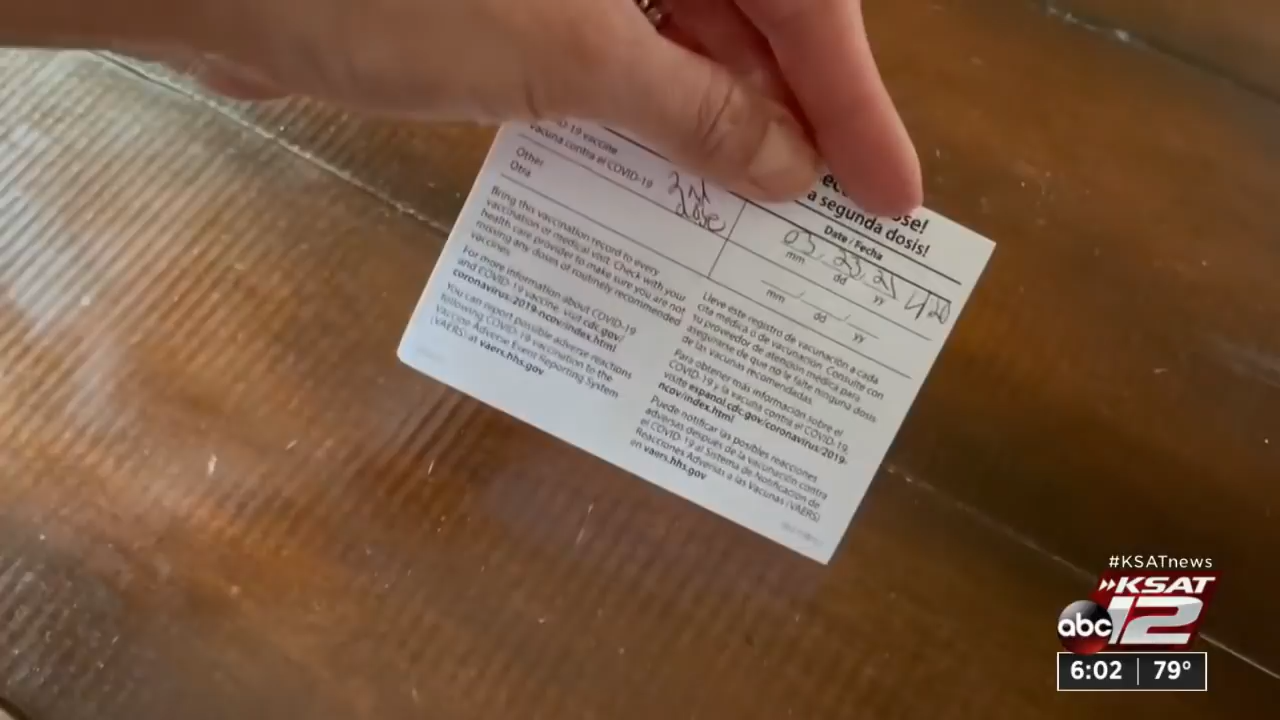 vaccine
vacuna contra el COVID-19
Other
Otra
2nd
dose
a segunda dosis!
Date / Fecha
03 23 21 420
mm dd yy
mm / dd / yy
Bring this vaccination record to every
vaccination or medical visit. Check with your
health care provider to make sure you are not
missing any doses of routinely recommended
vaccines.
For more information about COVID-19
and COVID-19 vaccine, visit cdc.gov/
coronavirus/2019-ncov/index.html.
You can report possible adverse reactions
following COVID-19 vaccination to the
Vaccine Adverse Event Reporting System
(VAERS) at vaers.hhs.gov
Lleve este registro de vacunación a cada
cita médica o de vacunación. Consulte con
su proveedor de atención médica para
asegurarse de que no le falte ninguna dosis
de las vacunas recomendadas.
Para obtener más información sobre el
COVID-19 y la vacuna contra el COVID-19,
visite espanol.cdc.gov/coronavirus/2019-
ncov/index.html
Puede notificar las posibles reacciones
adversas después de la vacunación contra
el COVID-19 al Sistema de Notificación de
Reacciones Adversas a las Vacunas (VAERS)
en vaers.hhs.gov
#KSATnews
KSAT
abc 12
6:02 79°